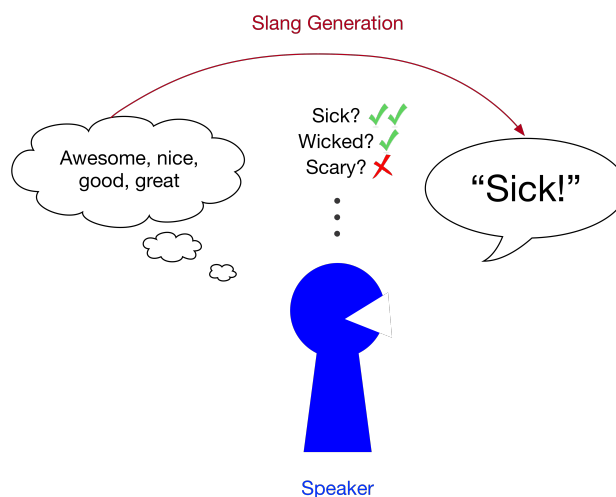 Slang Generation
Awesome, nice,
good, great
Sick?
Wicked?
Scary?
“Sick!”
Speaker